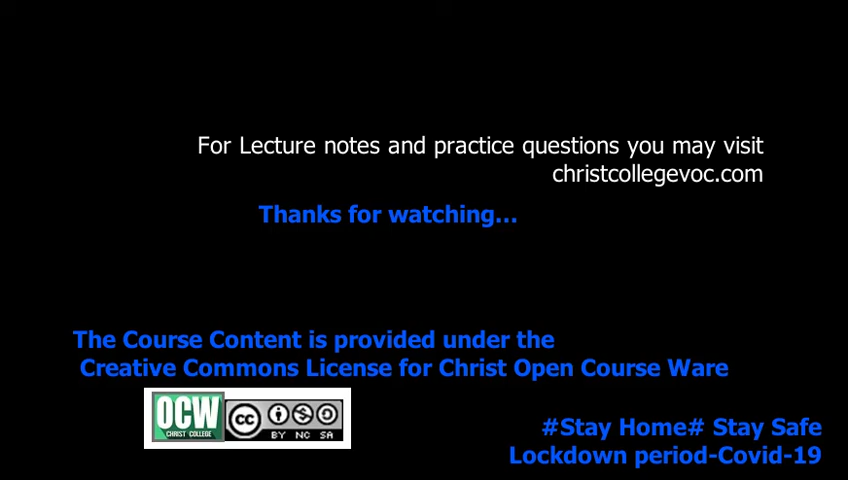 For Lecture notes and practice questions you may visit
christcollegevoc.com
Thanks for watching...
The Course Content is provided under the
Creative Commons License for Christ Open Course Ware
OCW
CHRIST COLLEGE
cc
BY NC SA
#Stay Home# Stay Safe
Lockdown period-Covid-19